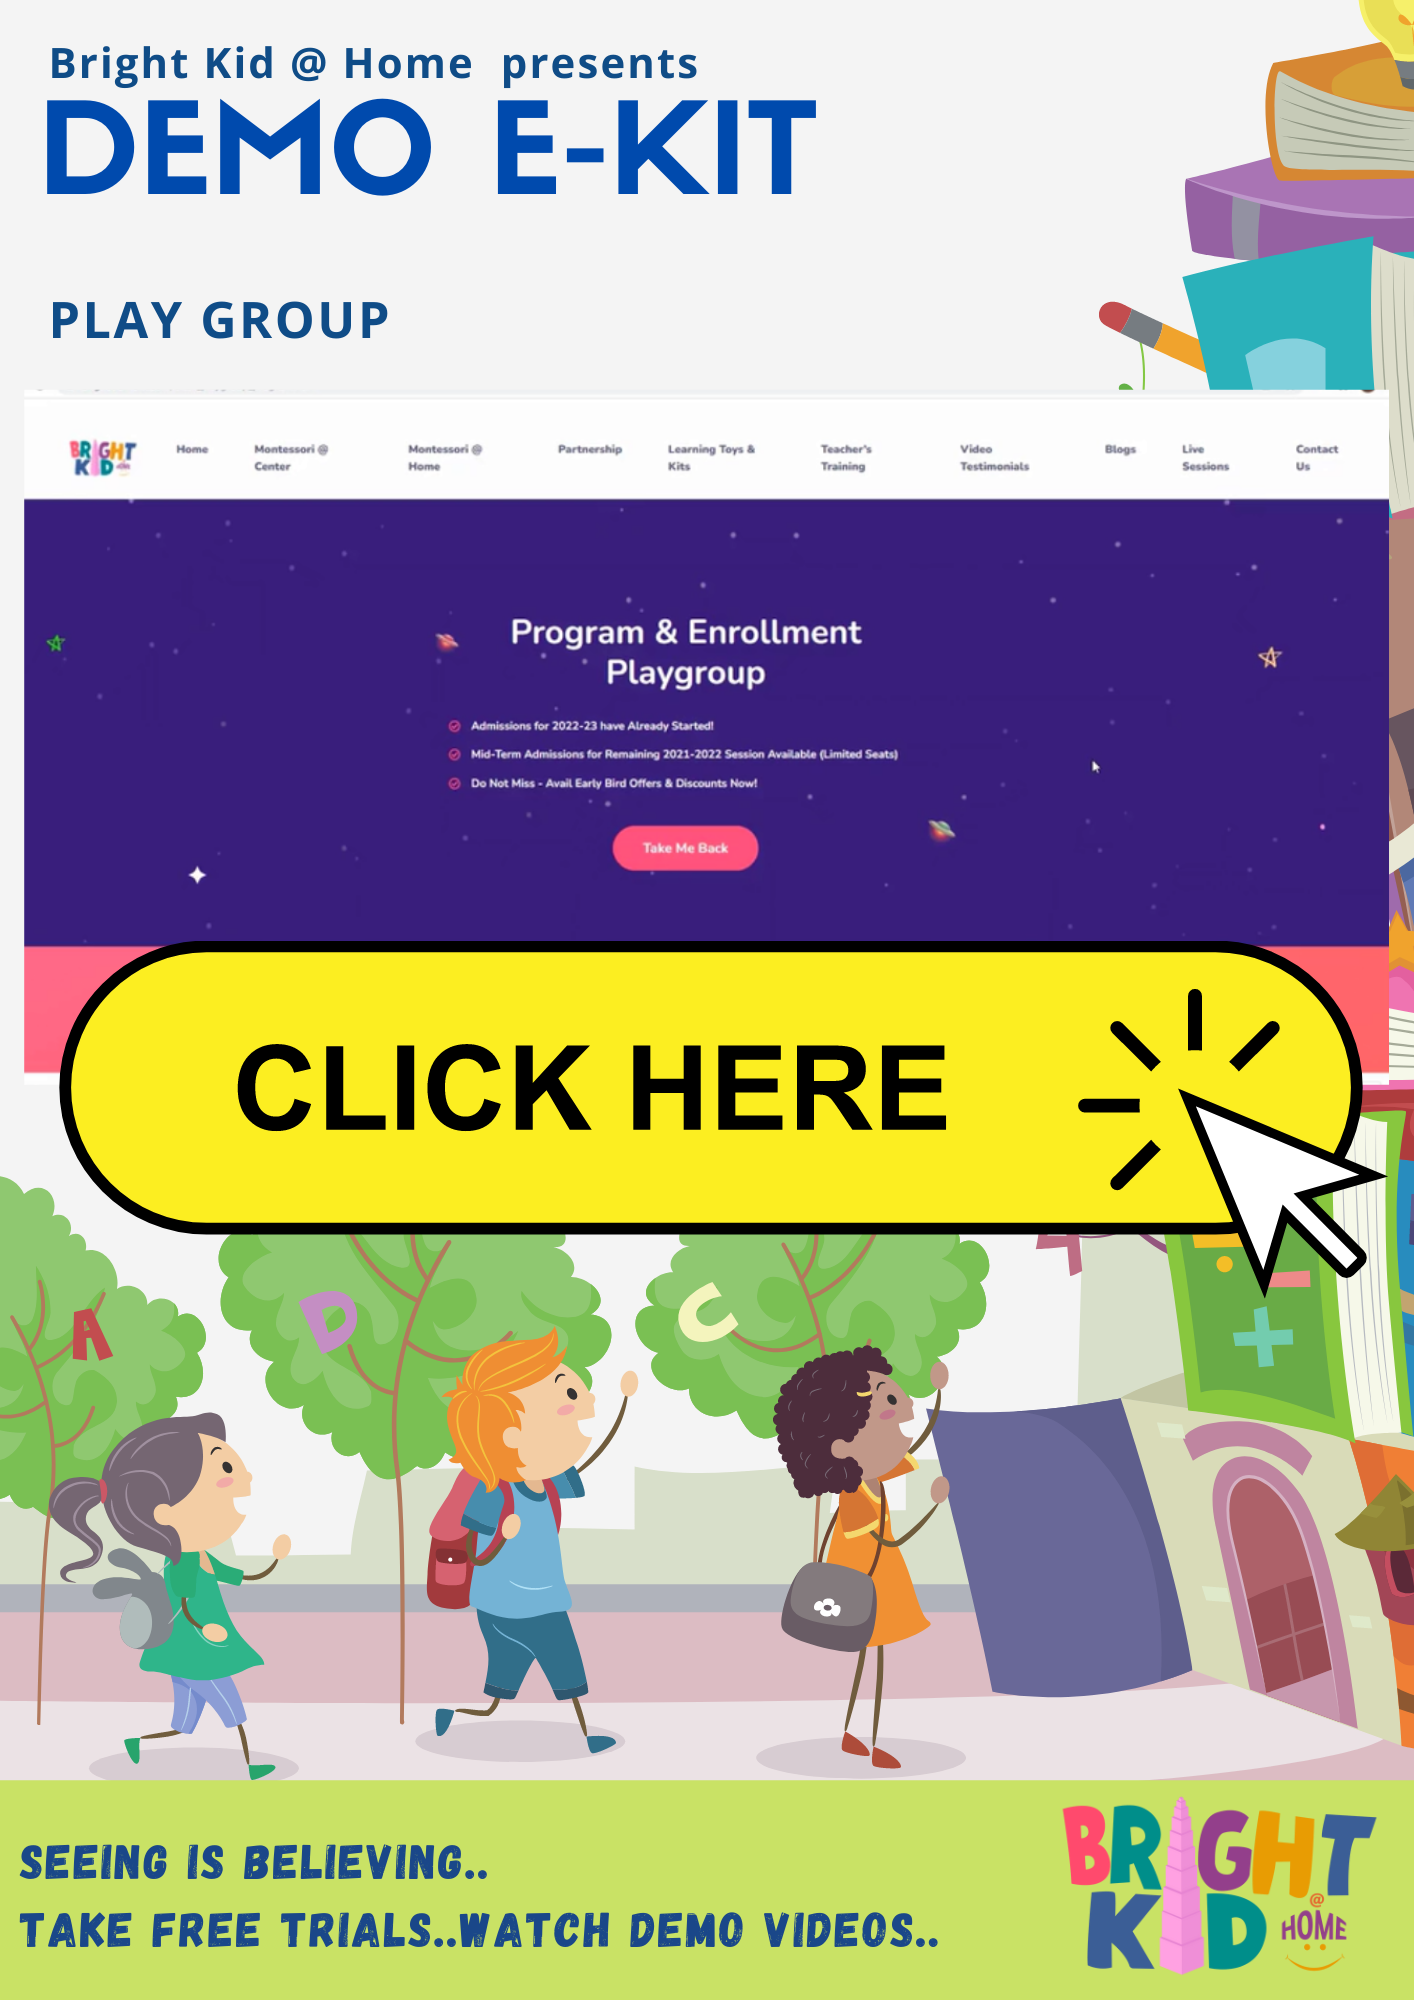 Bright Kid @ Home presents
DEMO E-KIT
PLAY GROUP
BRIGHT
KID
Home
Montessori @
Center
Montessori @
Home
Partnership
Learning Toys &
Kits
Teacher's
Training
Video
Testimonials
Blogs
Live
Sessions
Contact
Us
Program & Enrollment
Playgroup
Admissions for 2022-23 have Already Started!
Mid-Term Admissions for Remaining 2021-2022 Session Available (Limited Seats)
Do Not Miss - Avail Early Bird Offers & Discounts Now!
Take Me Back
CLICK HERE
A
D
C
A
SEEING IS BELIEVING..
TAKE FREE TRIALS..WATCH DEMO VIDEOS..
BRIGHT
KID
@
HOME